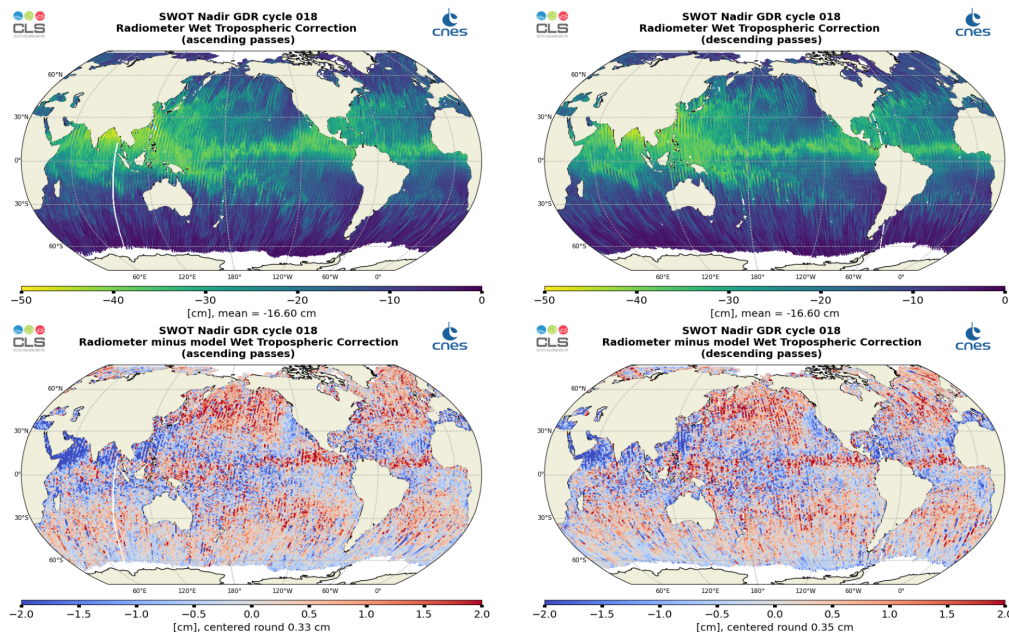 CLS
SWOT Nadir GDR cycle 018
Radiometer Wet Tropospheric Correction
(ascending passes)
cnes
60°N
30°N
0°
30°S
60°S
60°E 120°E 180° 120°W 60°W 0°
−50 −40 −30 −20 −10 0
[cm], mean = -16.60 cm
CLS
SWOT Nadir GDR cycle 018
Radiometer Wet Tropospheric Correction
(descending passes)
cnes
60°N
30°N
0°
30°S
60°S
60°E 120°E 180° 120°W 60°W 0°
−50 −40 −30 −20 −10 0
[cm], mean = -16.60 cm
CLS
SWOT Nadir GDR cycle 018
Radiometer minus model Wet Tropospheric Correction
(ascending passes)
cnes
60°N
30°N
0°
30°S
60°S
60°E 120°E 180° 120°W 60°W 0°
−2.0 −1.5 −1.0 −0.5 0.0 0.5 1.0 1.5 2.0
[cm], centered round 0.33 cm
CLS
SWOT Nadir GDR cycle 018
Radiometer minus model Wet Tropospheric Correction
(descending passes)
cnes
60°N
30°N
0°
30°S
60°S
60°E 120°E 180° 120°W 60°W 0°
−2.0 −1.5 −1.0 −0.5 0.0 0.5 1.0 1.5 2.0
[cm], centered round 0.35 cm